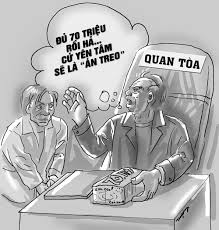 ĐỦ 70 TRIỆU
RỒI HẢ...
CỨ YÊN TÂM
SẼ LÀ "ÁN TREO"
QUAN TÒA